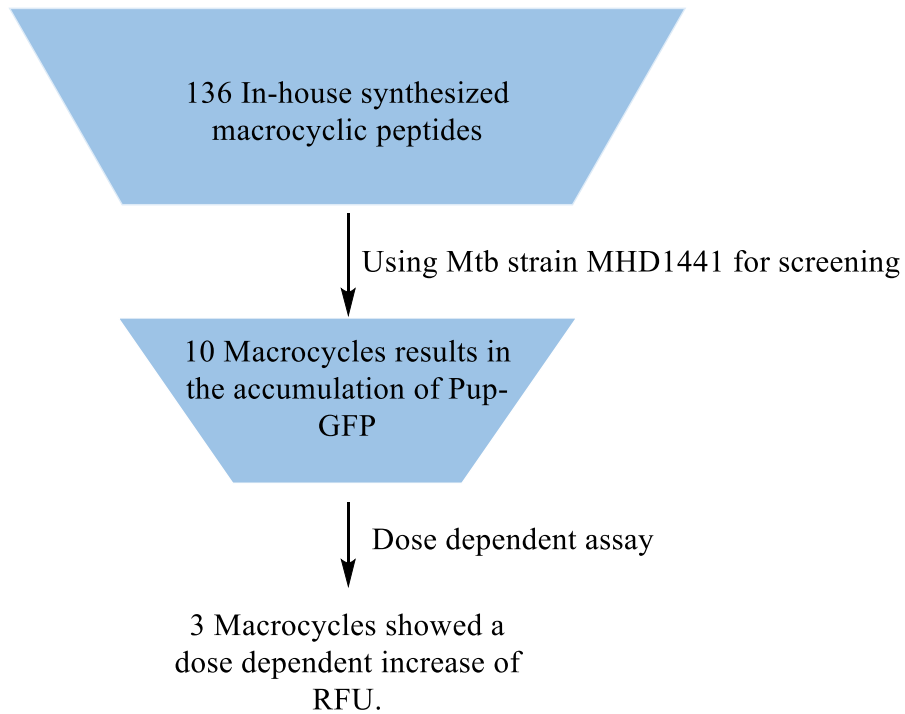 136 In-house synthesized
macrocyclic peptides
Using Mtb strain MHD1441 for screening
10 Macrocycles results in
the accumulation of Pup-
GFP
Dose dependent assay
3 Macrocycles showed a
dose dependent increase of
RFU.